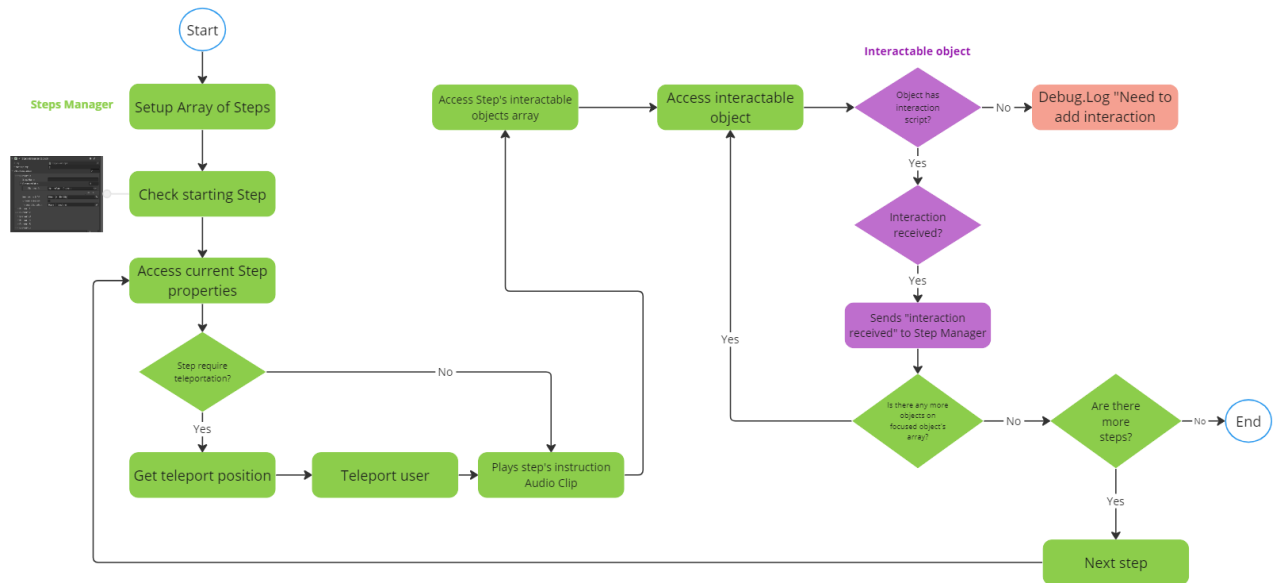 Start
Steps Manager
Setup Array of Steps
Check starting Step
Access current Step
properties
Step require
teleportation?
No
Yes
Get teleport position
Teleport user
Plays step's instruction
Audio Clip
Access Step's interactable
objects array
Access interactable
object
Interactable object
Object has
interaction
script?
No
Debug.Log "Need to
add interaction
Yes
Interaction
received?
Yes
Sends "interaction
received" to Step Manager
Is there any more
objects on
focused object's
array?
Yes
No
Are there
more
steps?
No
End
Yes
Next step